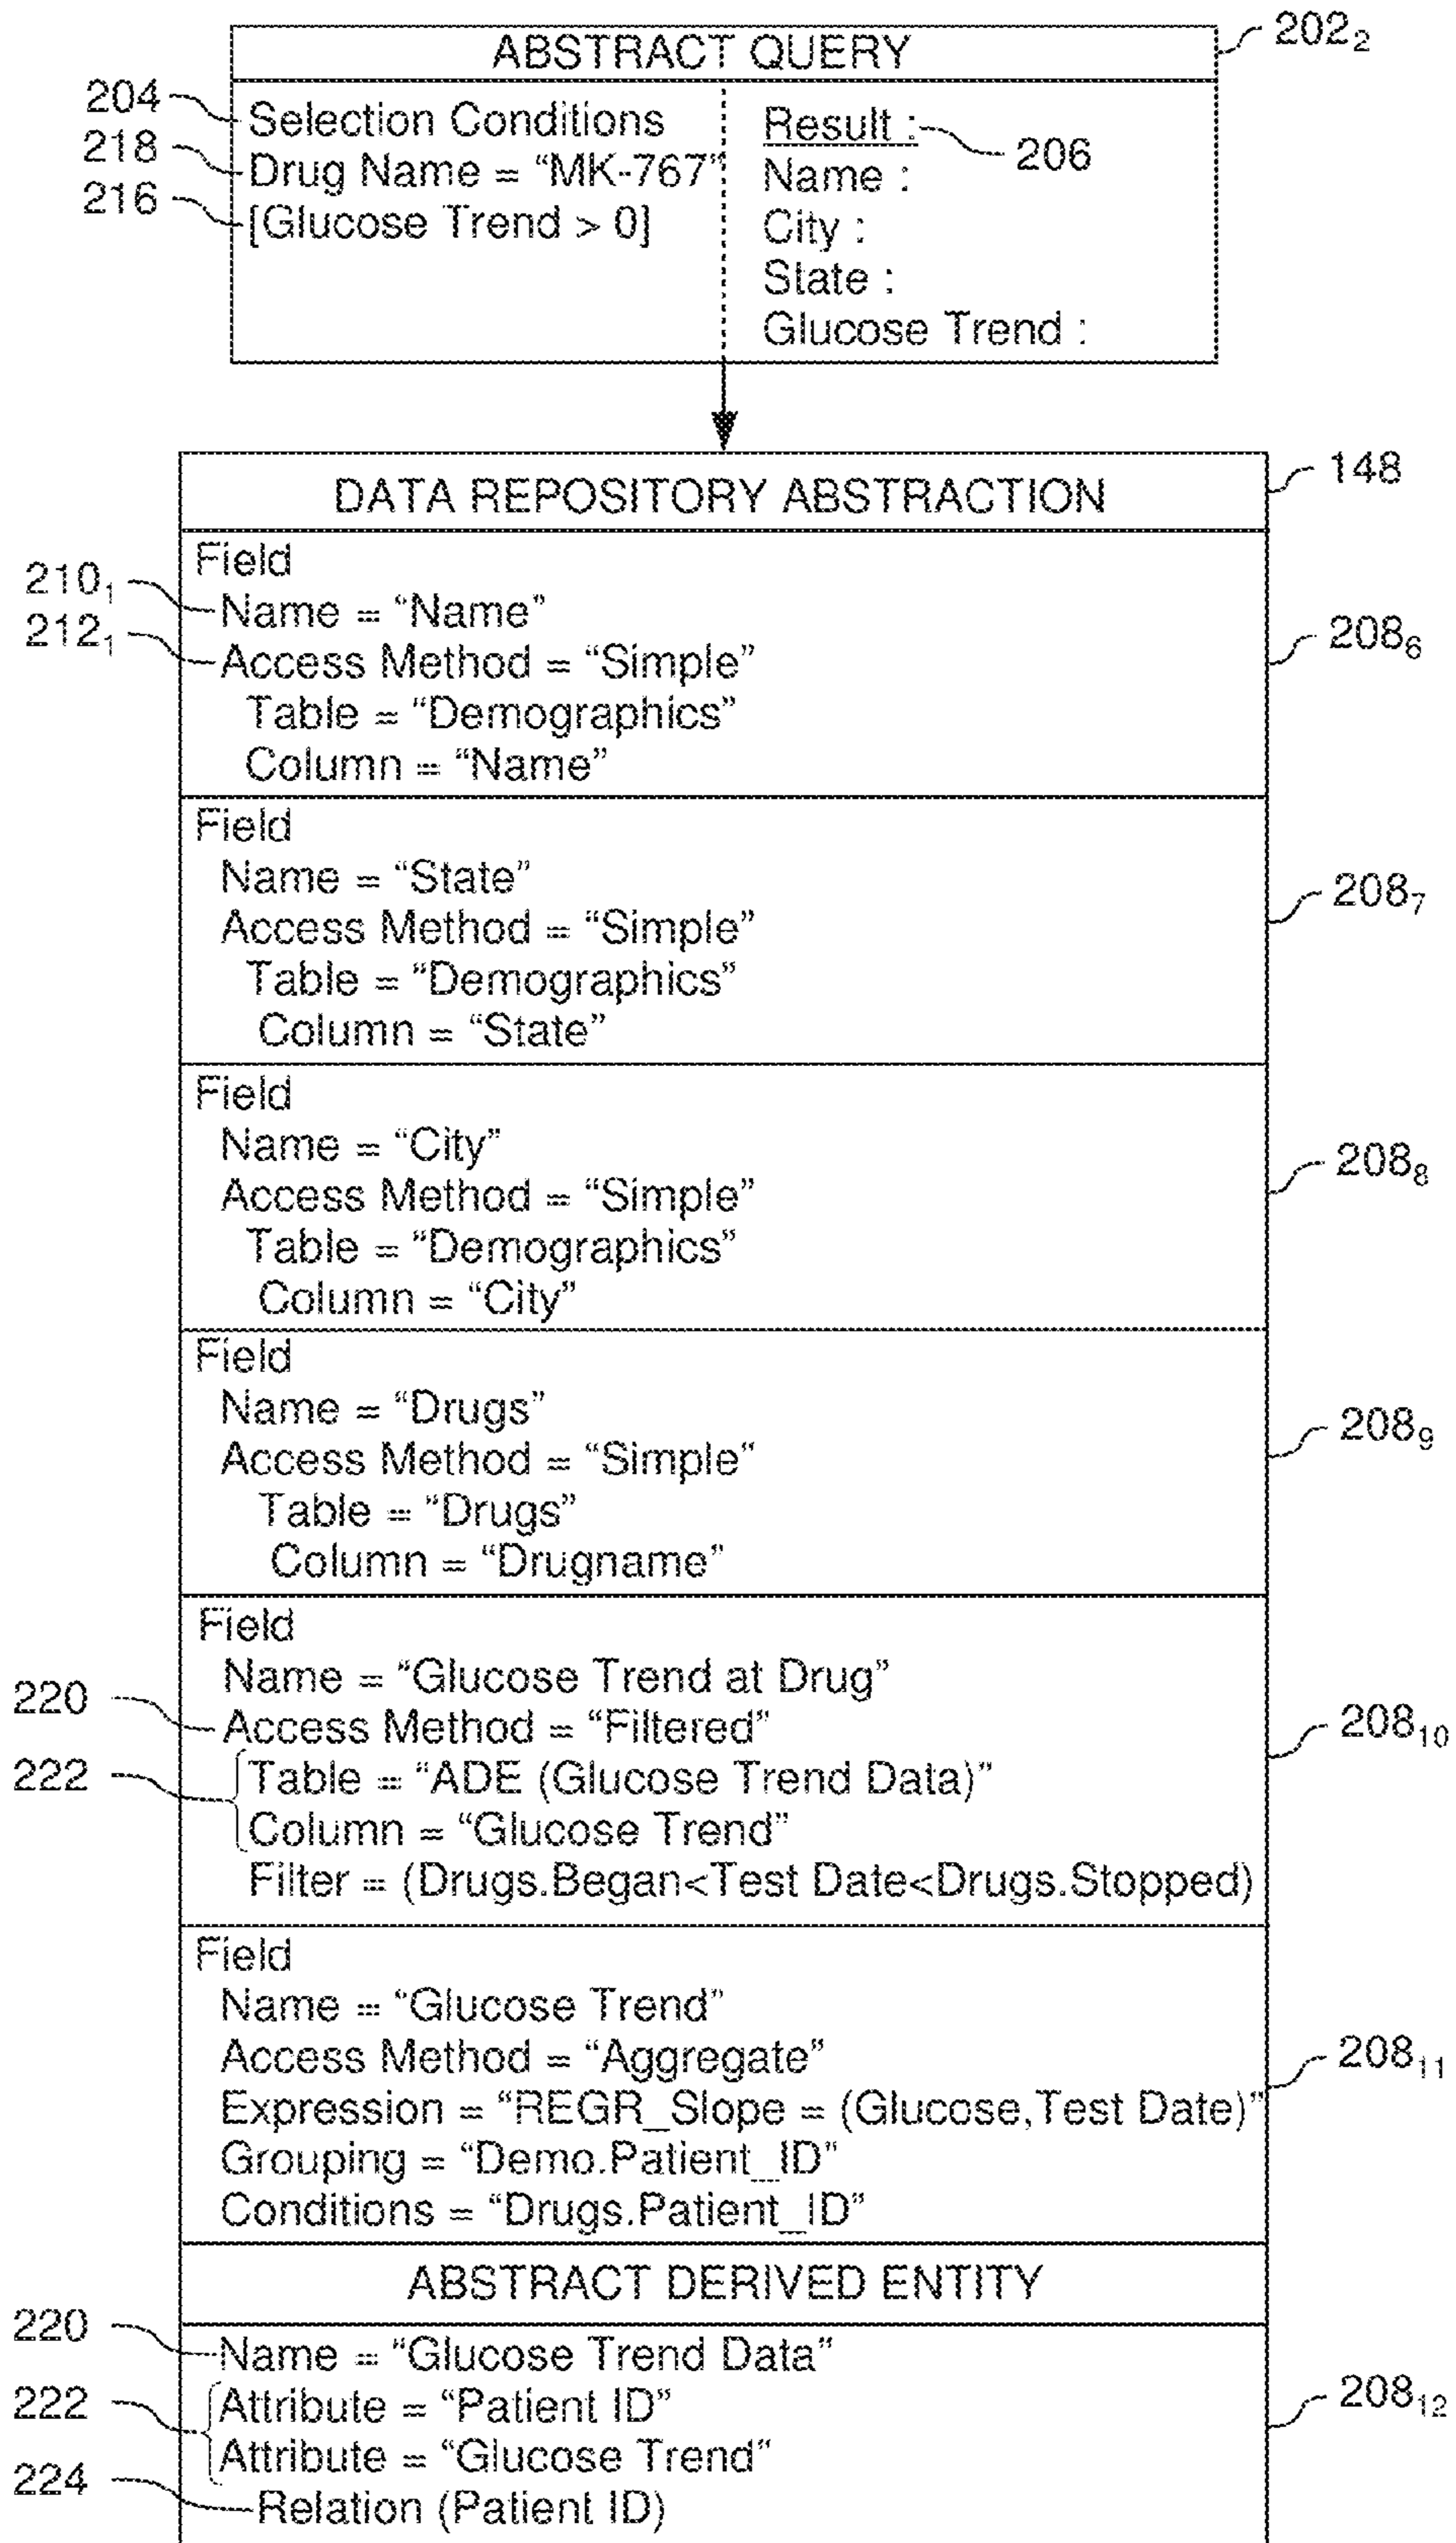 ABSTRACT QUERY
202₂
204
Selection Conditions
Result :
206
218
Drug Name = “MK-767”
Name :
216
[Glucose Trend > 0]
City :
State :
Glucose Trend :
DATA REPOSITORY ABSTRACTION
148
Field
210₁
Name = “Name”
212₁
Access Method = “Simple”
208₆
Table = “Demographics”
Column = “Name”
Field
Name = “State”
208₇
Access Method = “Simple”
Table = “Demographics”
Column = “State”
Field
Name = “City”
208₈
Access Method = “Simple”
Table = “Demographics”
Column = “City”
Field
Name = “Drugs”
208₉
Access Method = “Simple”
Table = “Drugs”
Column = “Drugname”
Field
Name = “Glucose Trend at Drug”
220
Access Method = “Filtered”
208₁₀
222
Table = “ADE (Glucose Trend Data)”
Column = “Glucose Trend”
Filter = (Drugs.Began<Test Date<Drugs.Stopped)
Field
Name = “Glucose Trend”
Access Method = “Aggregate”
208₁₁
Expression = “REGR_Slope = (Glucose,Test Date)”
Grouping = “Demo.Patient_ID”
Conditions = “Drugs.Patient_ID”
ABSTRACT DERIVED ENTITY
220
Name = “Glucose Trend Data”
222
Attribute = “Patient ID”
208₁₂
Attribute = “Glucose Trend”
224
Relation (Patient ID)